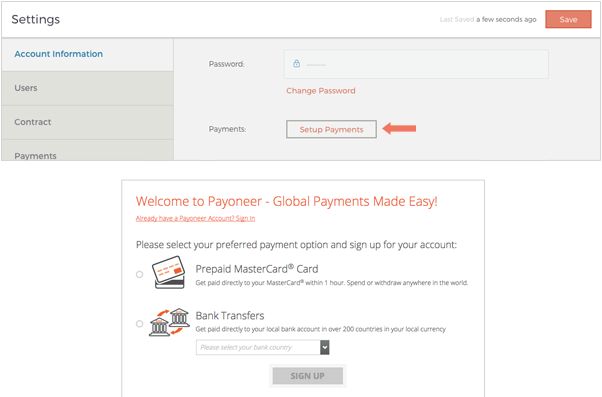 Settings
Last Saved a few seconds ago
Save
Account Information
Password:
Change Password
Users
Contract
Payments:
Setup Payments
Payments
Welcome to Payoneer - Global Payments Made Easy!
Already have a Payoneer Account? Sign in
Please select your preferred payment option and sign up for your account:
Prepaid MasterCard® Card
Get paid directly to your MasterCard® within 1 hour. Spend or withdraw anywhere in the world.
Bank Transfers
Get paid directly to your local bank account in over 200 countries in your local currency
Please select your bank country
SIGN UP